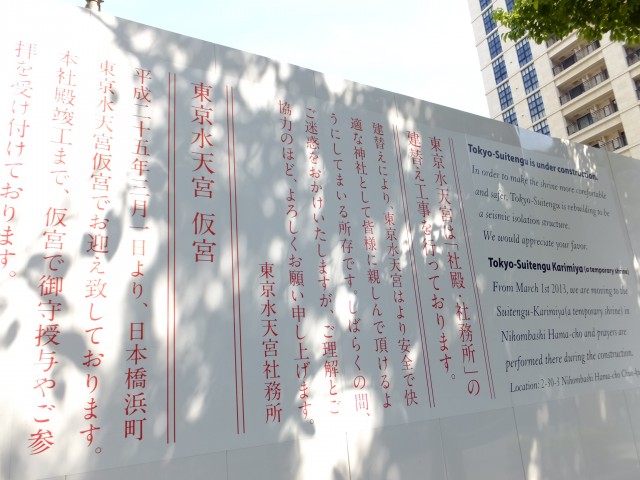 東京水天宮は「社殿・社務所」の
建替え工事を行っております。
建替えにより、東京水天宮はより安全で快
適な神社として皆様に親しんで頂けるよ
うにしてまいる所存です。しばらくの間、
ご迷惑をおかけいたしますが、ご理解とご
協力のほど、よろしくお願い申し上げます。
東京水天宮社務所
東京水天宮 仮宮
平成二十五年三月一日より、日本橋浜町
東京水天宮仮宮でお迎え致しております。
本社殿竣工まで、仮宮で御守授与やご参
拝を受け付けております。
Tokyo-Suitengu is under construction.
In order to make the shrine more comfortable
and safer, Tokyo-Suitengu is rebuilding to be
a seismic isolation structure.
We would appreciate your favor.
Tokyo-Suitengu Karimiya (a temporary shrine)
From March 1st 2013, we are moving to the
Suitengu-Karimiya(a temporary shrine) in
Nihombashi Hama-cho and prayers are
performed there during the construction.
Location: 2-30-3 Nihombashi Hama-cho